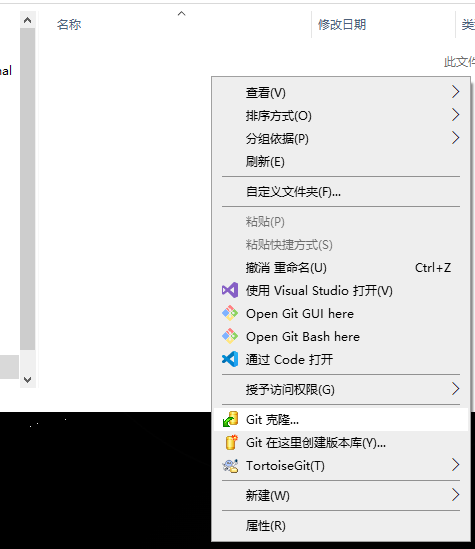 名称 修改日期 类
nal
此文件
查看(V)
排序方式(O)
分组依据(P)
刷新(E)
自定义文件夹(F)...
粘贴(P)
粘贴快捷方式(S)
撤消 重命名(U) Ctrl+Z
使用 Visual Studio 打开(V)
Open Git GUI here
Open Git Bash here
通过 Code 打开
授予访问权限(G)
Git 克隆...
Git 在这里创建版本库(Y)...
TortoiseGit(T)
新建(W)
属性(R)